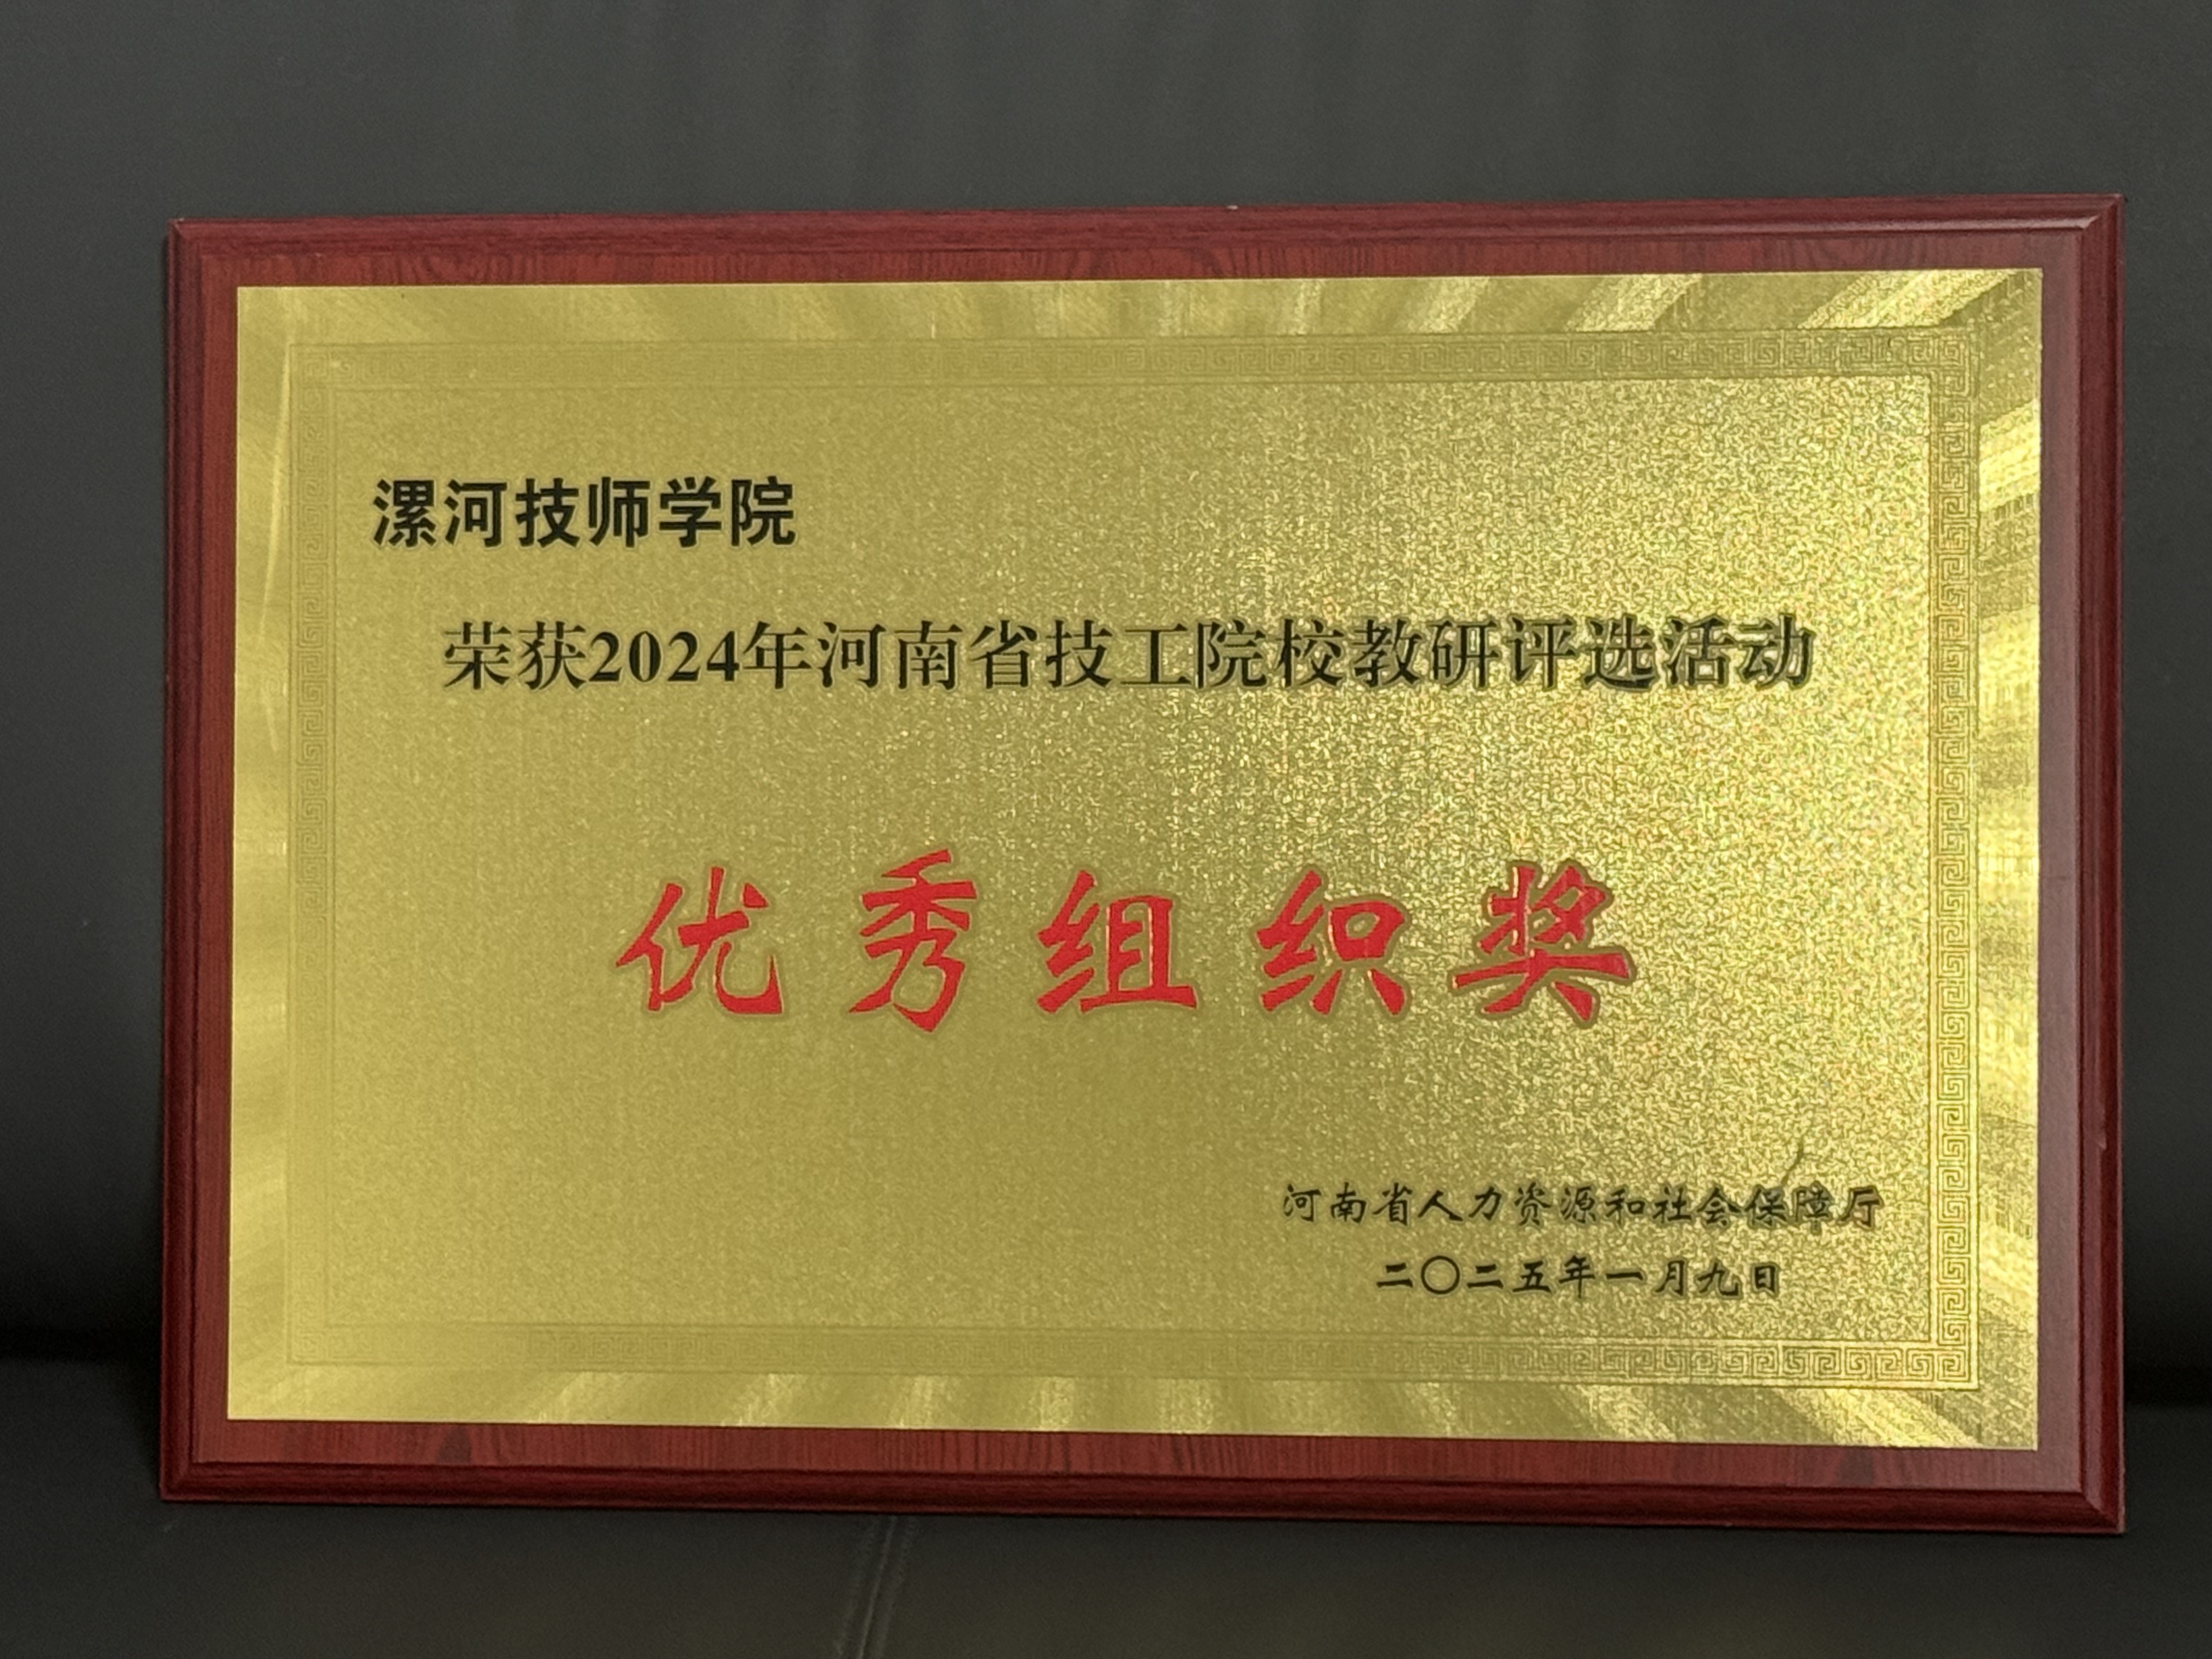 漯河技师学院
荣获2024年河南省技工院校教研评选活动
优秀组织奖
河南省人力资源和社会保障厅
二〇二五年一月九日